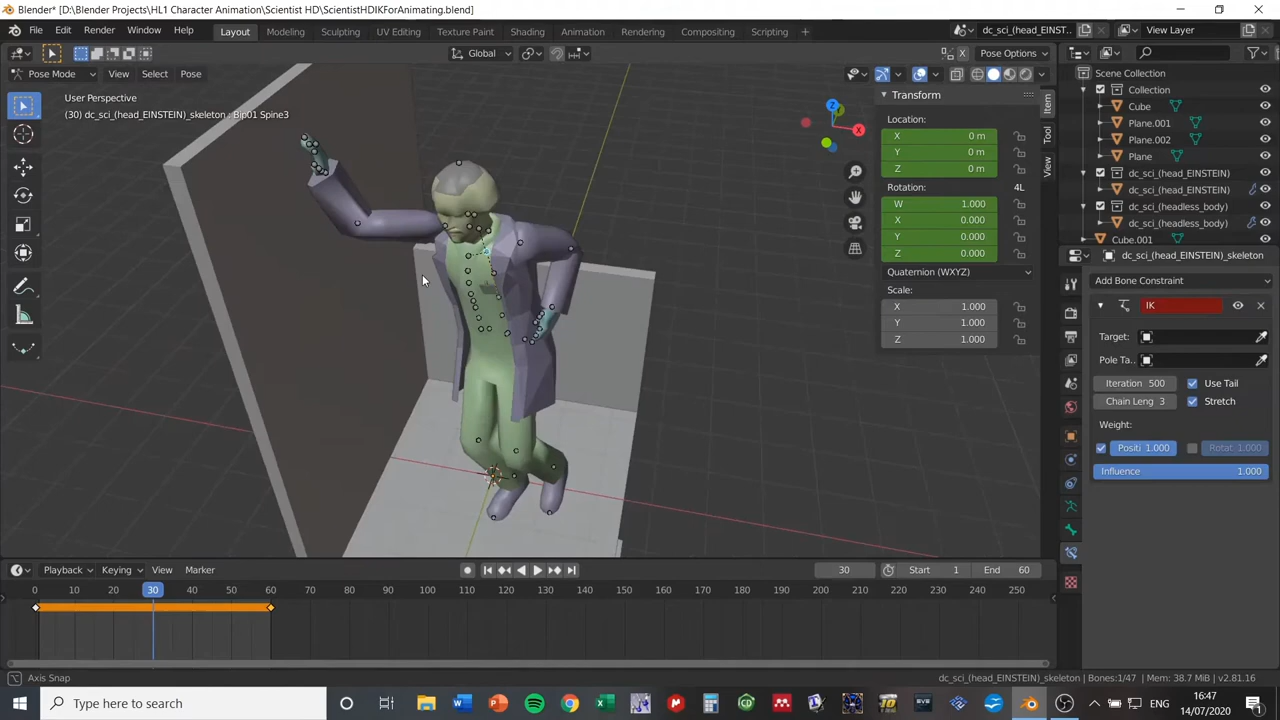 Blender* [D:\Blender Projects\HL1 Character Animation\Scientist HD\ScientistHDIKForAnimating.blend]
File Edit Render Window Help Layout Modeling Sculpting UV Editing Texture Paint Shading Animation Rendering Compositing Scripting + dc_sci_(head_EINST... View Layer
Global X Pose Options
Pose Mode View Select Pose
User Perspective
(30) dc_sci_(head_EINSTEIN)_skeleton : Bip01 Spine3
X
Z
Transform
Location:
X 0 m
Y 0 m
Z 0 m
Rotation: 4L
W 1.000
X 0.000
Y 0.000
Z 0.000
Quaternion (WXYZ)
Scale:
X 1.000
Y 1.000
Z 1.000
Item
Tool
View
Scene Collection
Collection
Cube
Plane.001
Plane.002
Plane
dc_sci_(head_EINSTEIN)
dc_sci_(head_EINSTEIN)
dc_sci_(headless_body)
dc_sci_(headless_body)
Cube.001
dc_sci_(head_EINSTEIN)_skeleton
Add Bone Constraint
IK
Target:
Pole Ta..
Iteration 500 Use Tail
Chain Leng 3 Stretch
Weight:
Positi 1.000 Rotat 1.000
Influence 1.000
Playback Keying View Marker 30 Start 1 End 60
0 10 20 30 40 50 60 70 80 90 100 110 120 130 140 150 160 170 180 190 200 210 220 230 240 250
Axis Snap dc_sci_(head_EINSTEIN)_skeleton | Bones:1/47 | Mem: 38.7 MiB | v2.81.16
Type here to search ENG 16:47
14/07/2020